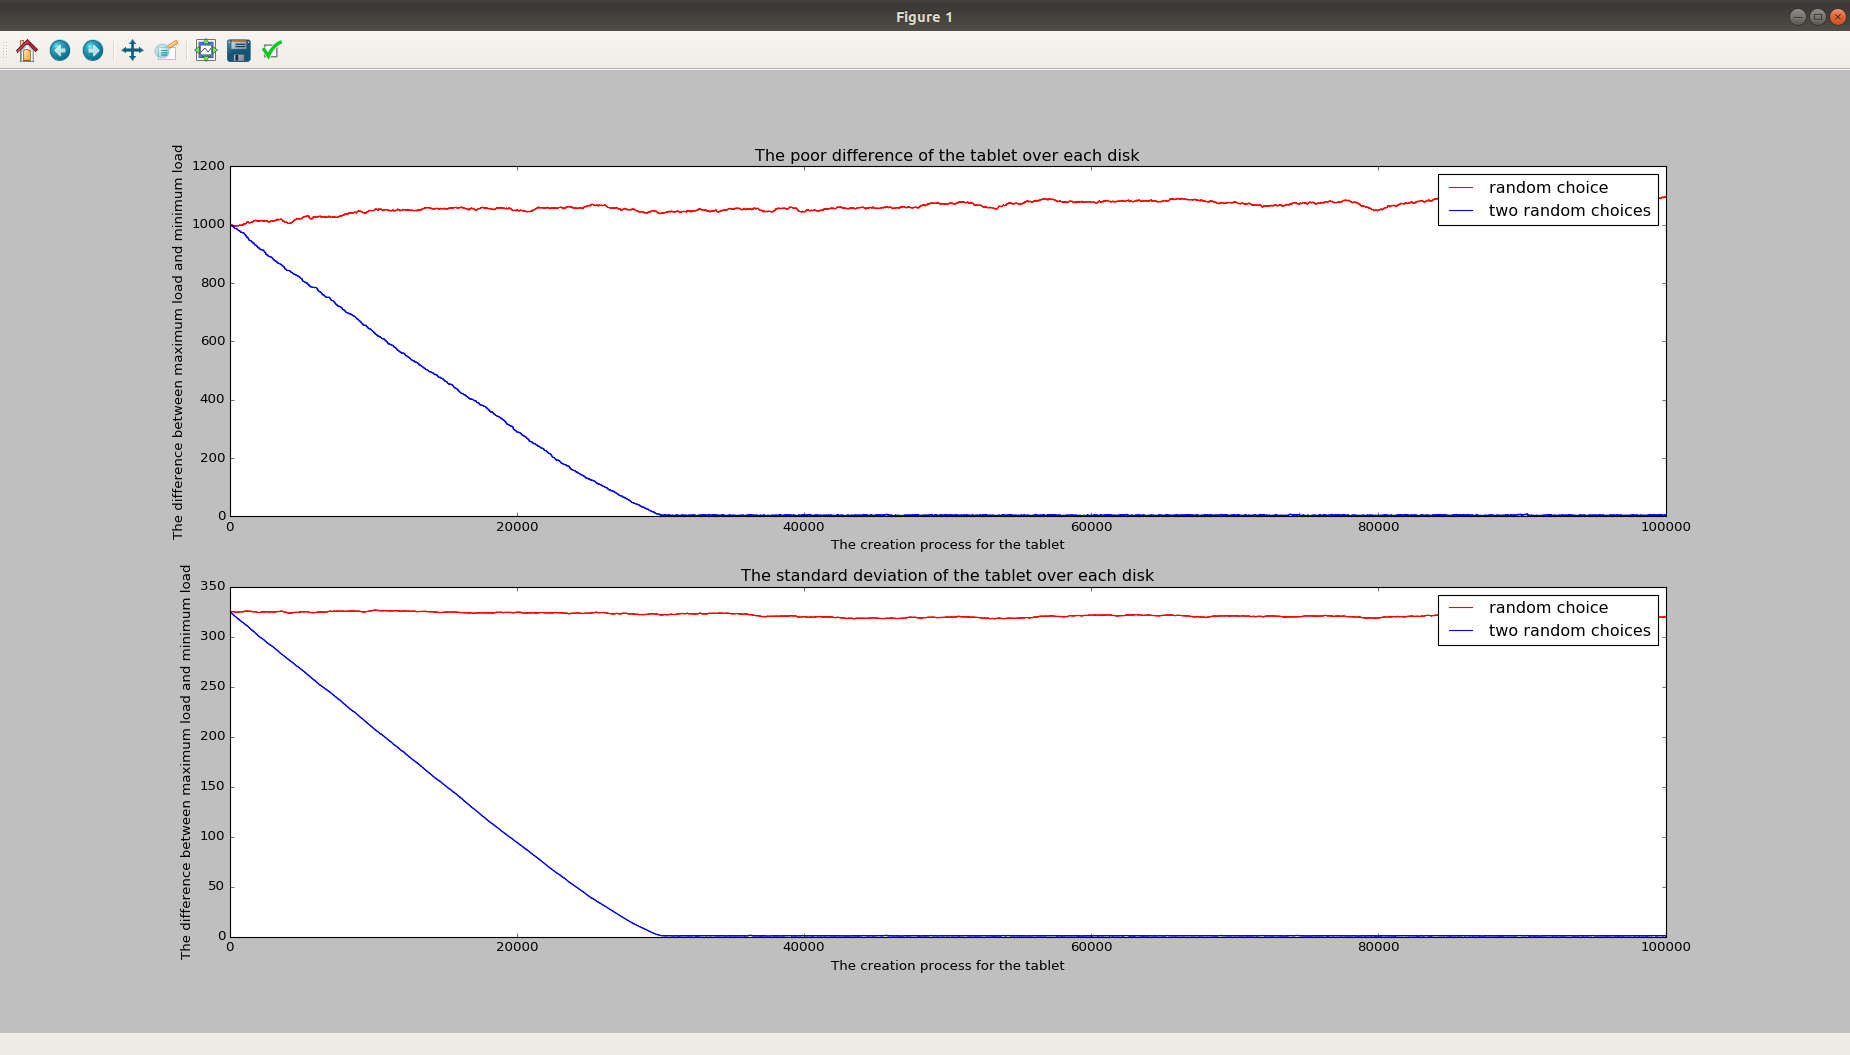 Figure 1
The poor difference of the tablet over each disk
The difference between maximum load and minimum load
1200
1000
800
600
400
200
0
random choice
two random choices
0 20000 40000 60000 80000 100000
The creation process for the tablet
The standard deviation of the tablet over each disk
The difference between maximum load and minimum load
350
300
250
200
150
100
50
0
random choice
two random choices
0 20000 40000 60000 80000 100000
The creation process for the tablet